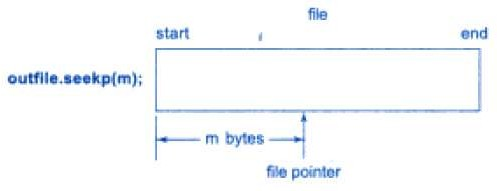 file
start end
outfile.seekp(m);
m bytes
file pointer